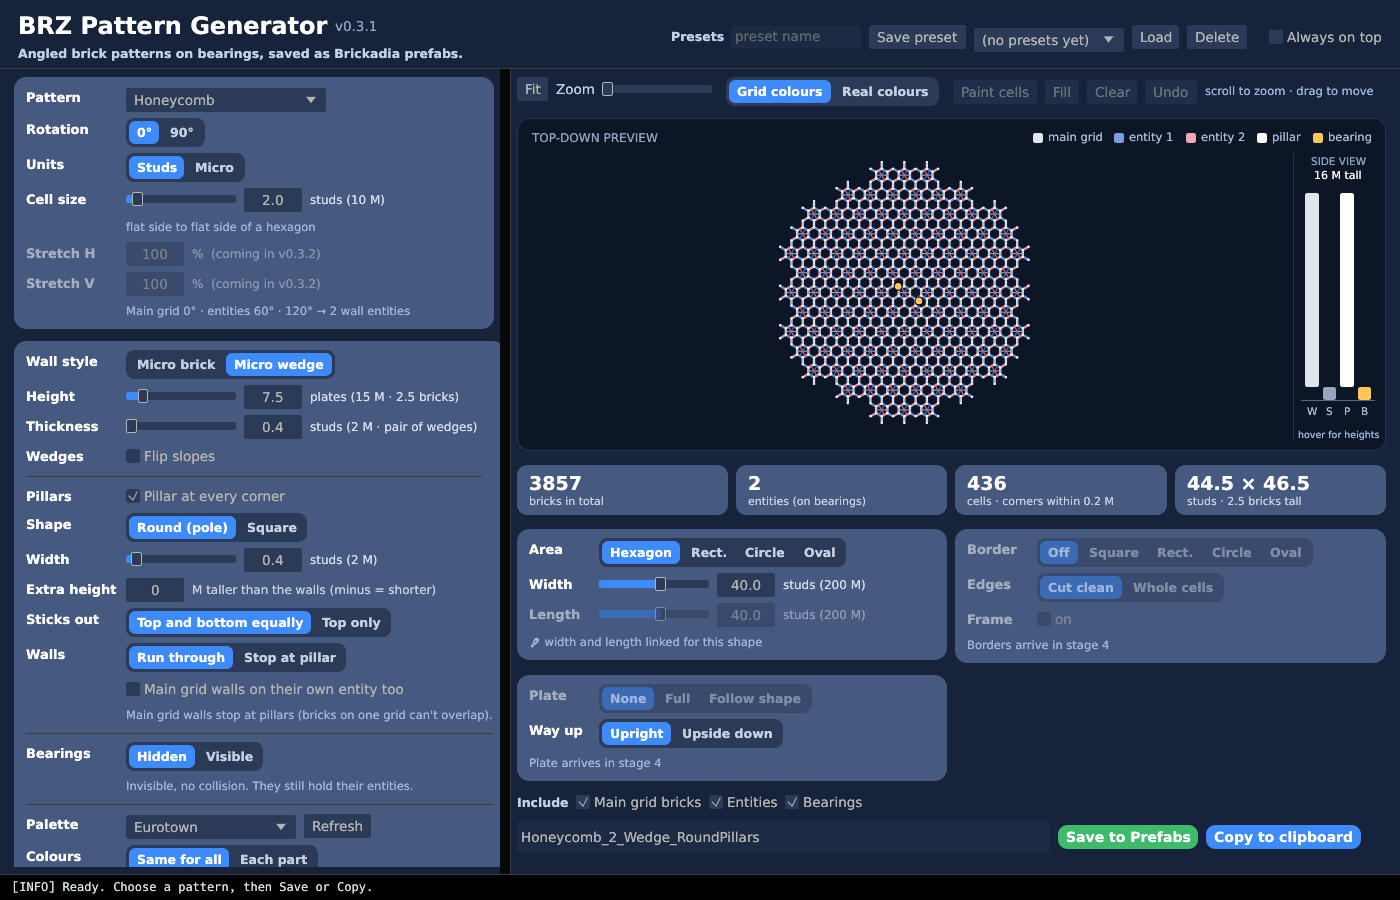 BRZ Pattern Generator v0.3.1
Angled brick patterns on bearings, saved as Brickadia prefabs.
Presets preset name Save preset (no presets yet) Load Delete Always on top
Pattern Honeycomb
Rotation 0° 90°
Units Studs Micro
Cell size 2.0 studs (10 M)
flat side to flat side of a hexagon
Stretch H 100 % (coming in v0.3.2)
Stretch V 100 % (coming in v0.3.2)
Main grid 0° · entities 60° · 120° → 2 wall entities
Wall style Micro brick Micro wedge
Height 7.5 plates (15 M · 2.5 bricks)
Thickness 0.4 studs (2 M · pair of wedges)
Wedges Flip slopes
Pillars Pillar at every corner
Shape Round (pole) Square
Width 0.4 studs (2 M)
Extra height 0 M taller than the walls (minus = shorter)
Sticks out Top and bottom equally Top only
Walls Run through Stop at pillar
Main grid walls on their own entity too
Main grid walls stop at pillars (bricks on one grid can't overlap).
Bearings Hidden Visible
Invisible, no collision. They still hold their entities.
Palette Eurotown Refresh
Colours Same for all Each part
Fit Zoom Grid colours Real colours Paint cells Fill Clear Undo scroll to zoom · drag to move
TOP-DOWN PREVIEW main grid entity 1 entity 2 pillar bearing
SIDE VIEW
16 M tall
W S P B
hover for heights
3857
bricks in total
2
entities (on bearings)
436
cells · corners within 0.2 M
44.5 × 46.5
studs · 2.5 bricks tall
Area Hexagon Rect. Circle Oval
Width 40.0 studs (200 M)
Length 40.0 studs (200 M)
width and length linked for this shape
Border Off Square Rect. Circle Oval
Edges Cut clean Whole cells
Frame on
Borders arrive in stage 4
Plate None Full Follow shape
Way up Upright Upside down
Plate arrives in stage 4
Include Main grid bricks Entities Bearings
Honeycomb_2_Wedge_RoundPillars Save to Prefabs Copy to clipboard
[INFO] Ready. Choose a pattern, then Save or Copy.